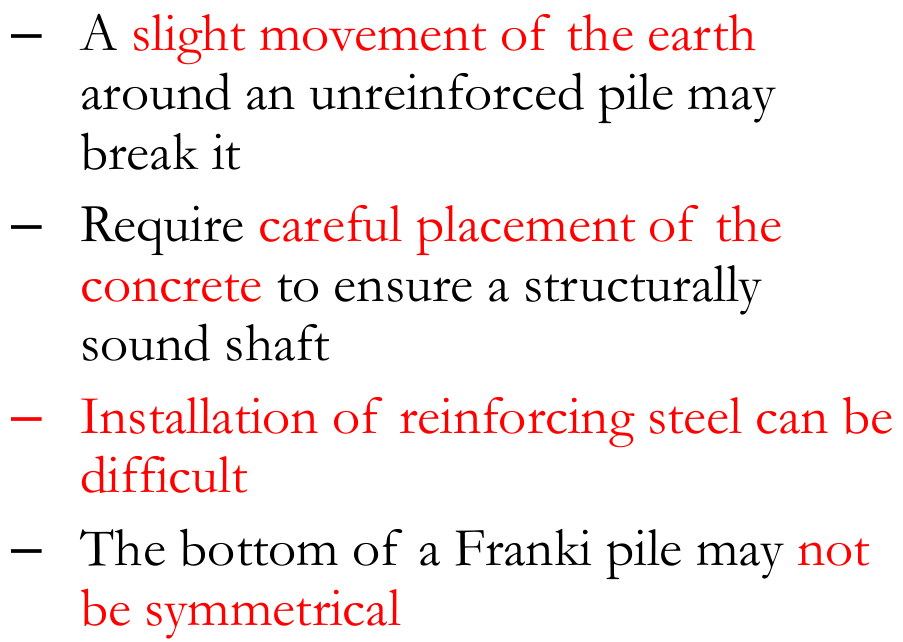 – A slight movement of the earth
around an unreinforced pile may
break it
– Require careful placement of the
concrete to ensure a structurally
sound shaft
– Installation of reinforcing steel can be
difficult
– The bottom of a Franki pile may not
be symmetrical